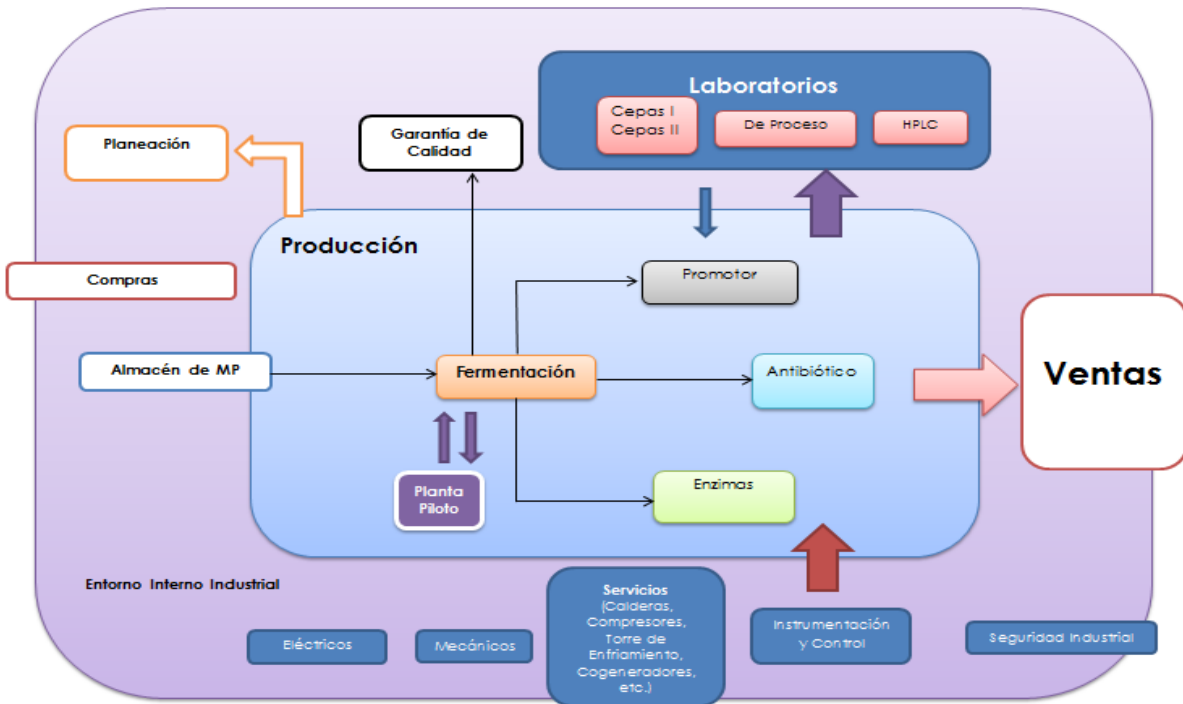 Laboratorios
Cepas I
Cepas II
De Proceso
HPLC
Planeación
Garantía de
Calidad
Producción
Compras
Promotor
Almacén de MP
Fermentación
Antibiótico
Ventas
Planta
Piloto
Enzimas
Entorno Interno Industrial
Eléctricos
Mecánicos
Servicios
(Calderas,
Compresores,
Torre de
Enfriamiento,
Cogeneradores,
etc.)
Instrumentación
y Control
Seguridad Industrial